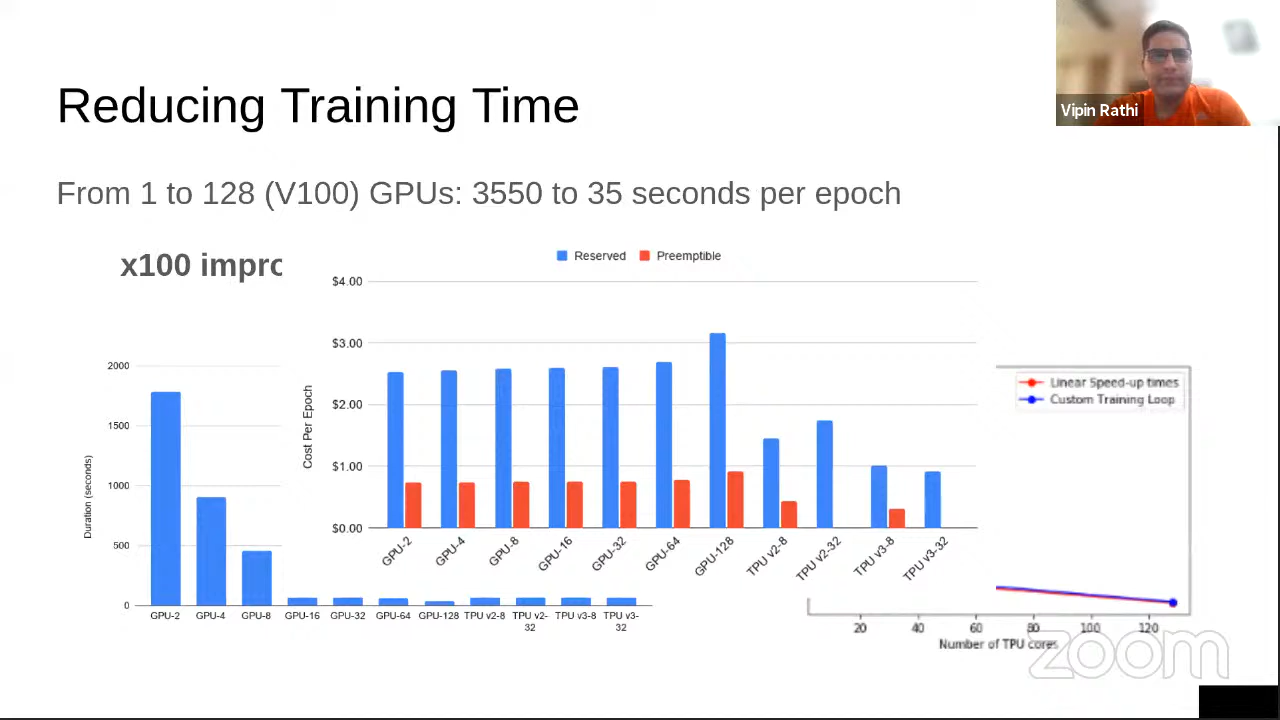 Vipin Rathi
Reducing Training Time
From 1 to 128 (V100) GPUs: 3550 to 35 seconds per epoch
x100 impro
Reserved Preemptible
$4.00
$3.00
$2.00
$1.00
$0.00
Cost Per Epoch
GPU-2 GPU-4 GPU-8 GPU-16 GPU-32 GPU-64 GPU-128 TPU v2-8 TPU v2-32 TPU v3-8 TPU v3-32
2000
1500
1000
500
0
Duration (seconds)
GPU-2 GPU-4 GPU-8 GPU-16 GPU-32 GPU-64 GPU-128 TPU v2-8 TPU v2- TPU v3-8 TPU v3-
32 32
Linear Speed-up times
Custom Training Loop
20 40 60 80 100 120
Number of TPU cores
zoom